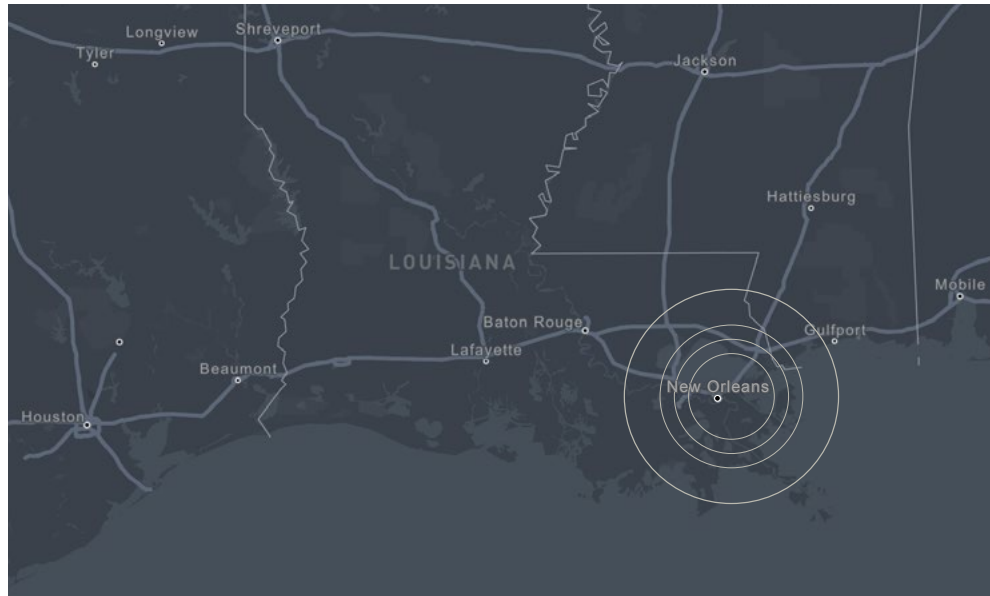 Longview
Shreveport
Tyler
Jackson
Hattiesburg
LOUISIANA
Mobile
Baton Rouge
Gulfport
Lafayette
Beaumont
New Orleans
Houston